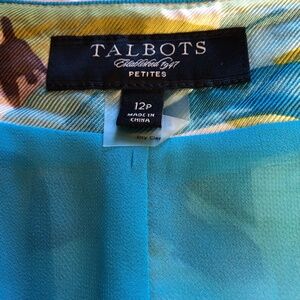 TALBOTS
Established 1947
PETITES
12P
MADE IN
CHINA